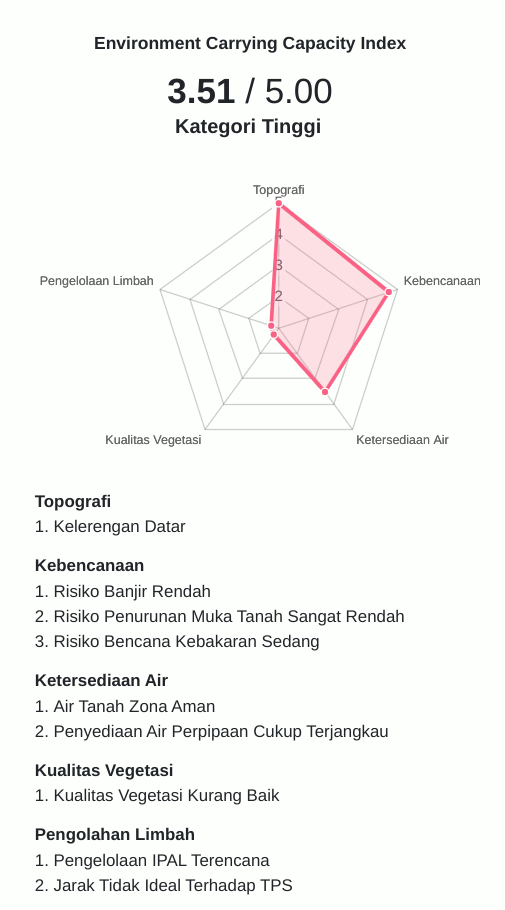 Environment Carrying Capacity Index
3.51 / 5.00
Kategori Tinggi
Topografi
5
4
3
2
Pengelolaan Limbah
Kebencanaan
Kualitas Vegetasi
Ketersediaan Air
Topografi
1. Kelerengan Datar
Kebencanaan
1. Risiko Banjir Rendah
2. Risiko Penurunan Muka Tanah Sangat Rendah
3. Risiko Bencana Kebakaran Sedang
Ketersediaan Air
1. Air Tanah Zona Aman
2. Penyediaan Air Perpipaan Cukup Terjangkau
Kualitas Vegetasi
1. Kualitas Vegetasi Kurang Baik
Pengolahan Limbah
1. Pengelolaan IPAL Terencana
2. Jarak Tidak Ideal Terhadap TPS